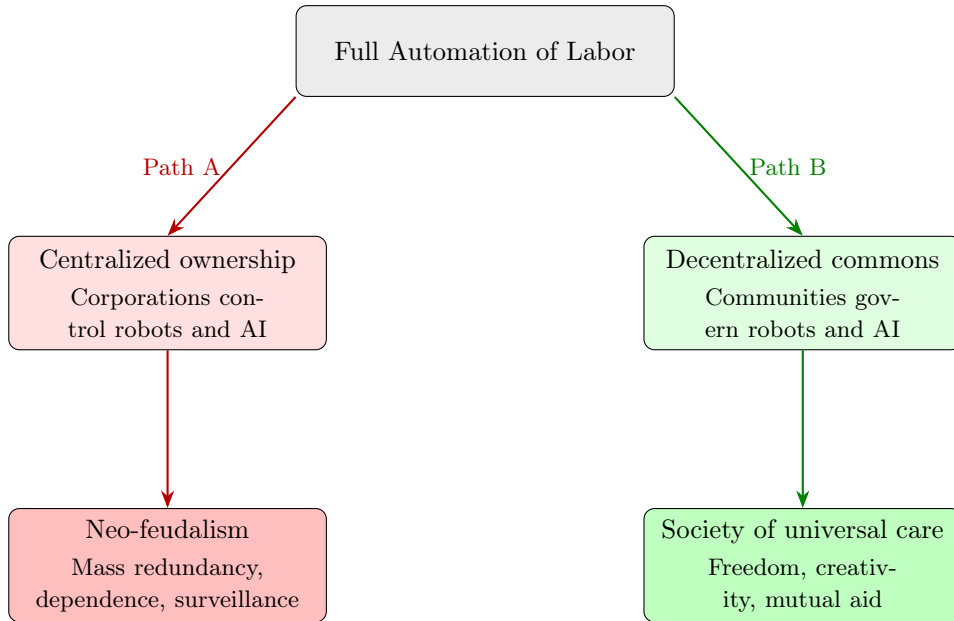 Full Automation of Labor
Path A
Path B
Centralized ownership
Corporations con-
trol robots and AI
Decentralized commons
Communities gov-
ern robots and AI
Neo-feudalism
Mass redundancy,
dependence, surveillance
Society of universal care
Freedom, creativ-
ity, mutual aid